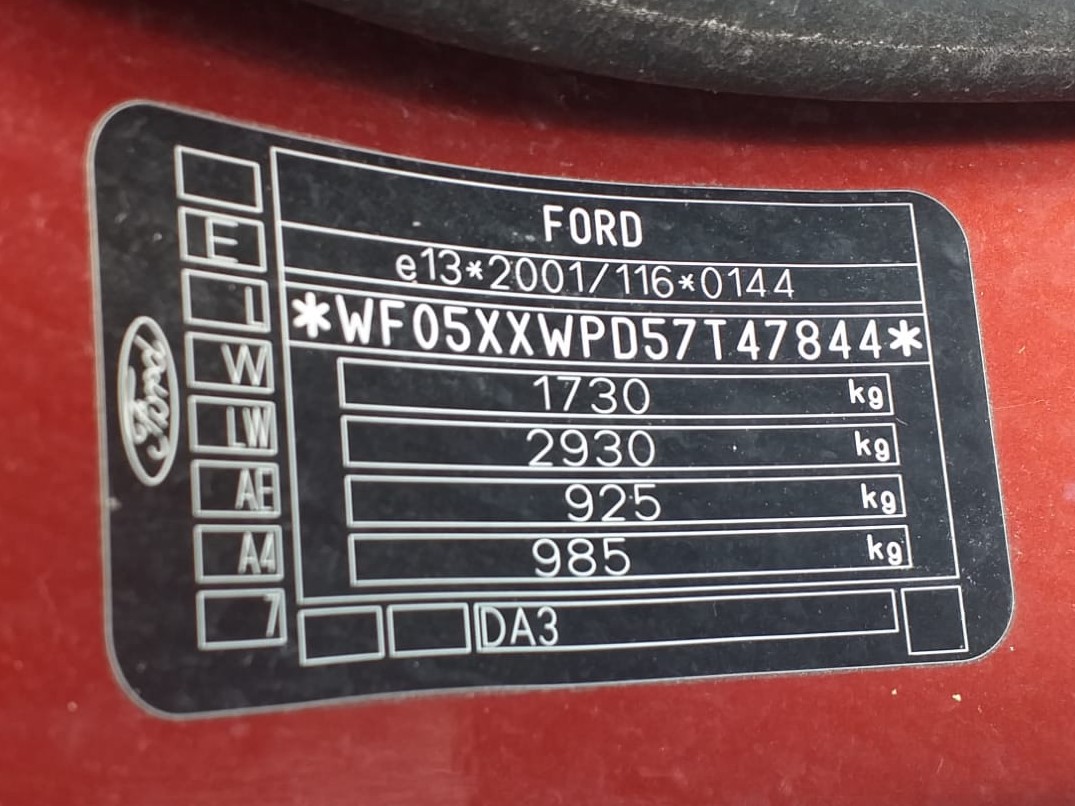 FORD
e13*2001/116*0144
*WF05XXWPD57T47844*
1730 kg
2930 kg
925 kg
985 kg
DA3
E
I
W
LW
AE
A4
7
Ford